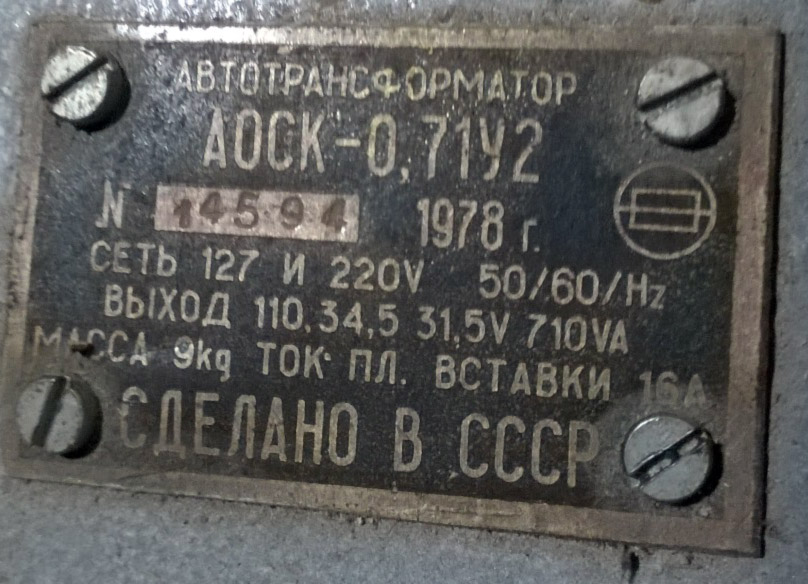 АВТОТРАНСФОРМАТОР
АОСК-0,71У2
N 14594 1978 г.
СЕТЬ 127 И 220V 50/60/Hz
ВЫХОД 110,34,5 31,5V 710VA
МАССА 9kg ТОК ПЛ. ВСТАВКИ 16А
СДЕЛАНО В СССР